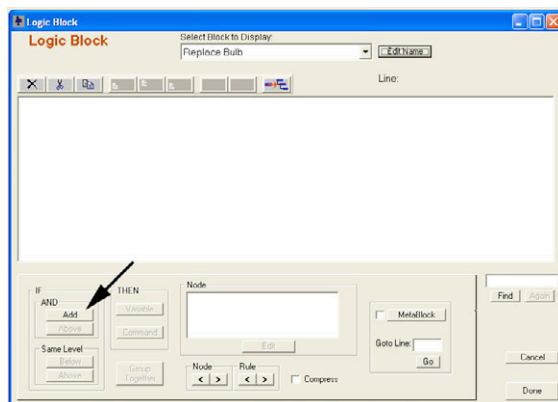 Logic Block
Logic Block
Select Block to Display:
Replace Bulb
Edit Name
Line:
IF
AND
Add
Above
Same Level
Below
Above
THEN
Variable
Command
Group
Together
Node
Edit
Node
< >
Rule
< >
Compress
MetaBlock
Goto Line:
Go
Find Again
Cancel
Done